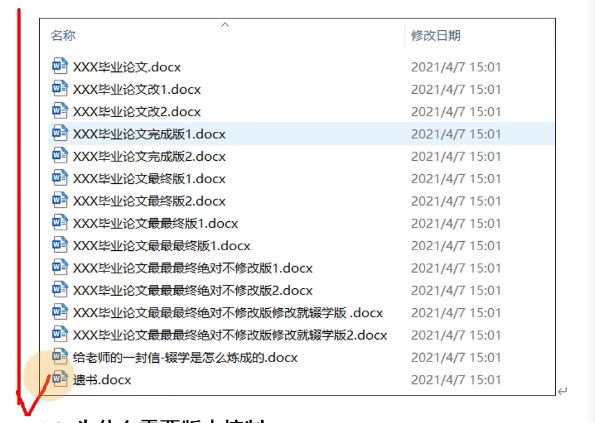 名称 修改日期
XXX毕业论文.docx 2021/4/7 15:01
XXX毕业论文改1.docx 2021/4/7 15:01
XXX毕业论文改2.docx 2021/4/7 15:01
XXX毕业论文完成版1.docx 2021/4/7 15:01
XXX毕业论文完成版2.docx 2021/4/7 15:01
XXX毕业论文最终版1.docx 2021/4/7 15:01
XXX毕业论文最终版2.docx 2021/4/7 15:01
XXX毕业论文最最终版1.docx 2021/4/7 15:01
XXX毕业论文最最最终版1.docx 2021/4/7 15:01
XXX毕业论文最最最终绝对不修改版1.docx 2021/4/7 15:01
XXX毕业论文最最最终绝对不修改版2.docx 2021/4/7 15:01
XXX毕业论文最最最终绝对不修改版修改就辍学版 .docx 2021/4/7 15:01
XXX毕业论文最最最终绝对不修改版修改就辍学版2.docx 2021/4/7 15:01
给老师的一封信-辍学是怎么炼成的.docx 2021/4/7 15:01
遗书.docx 2021/4/7 15:01
为什么需要版本控制